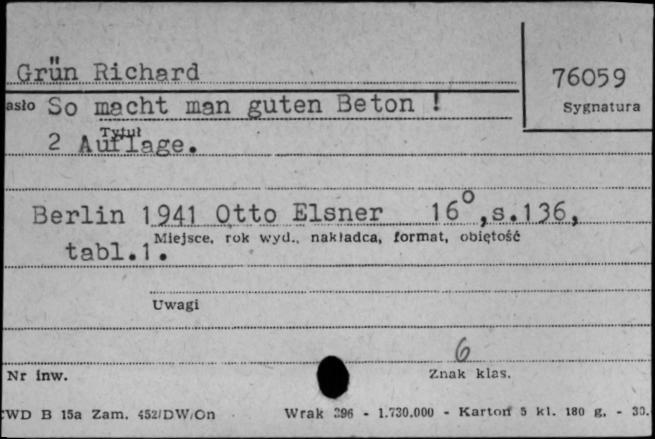 Grün Richard
76059
asło So macht man guten Beton !
Sygnatura
Tytuł
2 Auflage.
Berlin 1941 Otto Elsner 16°, s.136,
Miejsce, rok wyd., nakładca, format, objętość
tabl.1.
Uwagi
6
Nr inw.
Znak klas.
WD B 15a Zam. 452/DW/On Wrak 396 - 1.730.000 - Karton 5 kl. 180 g. - 30.